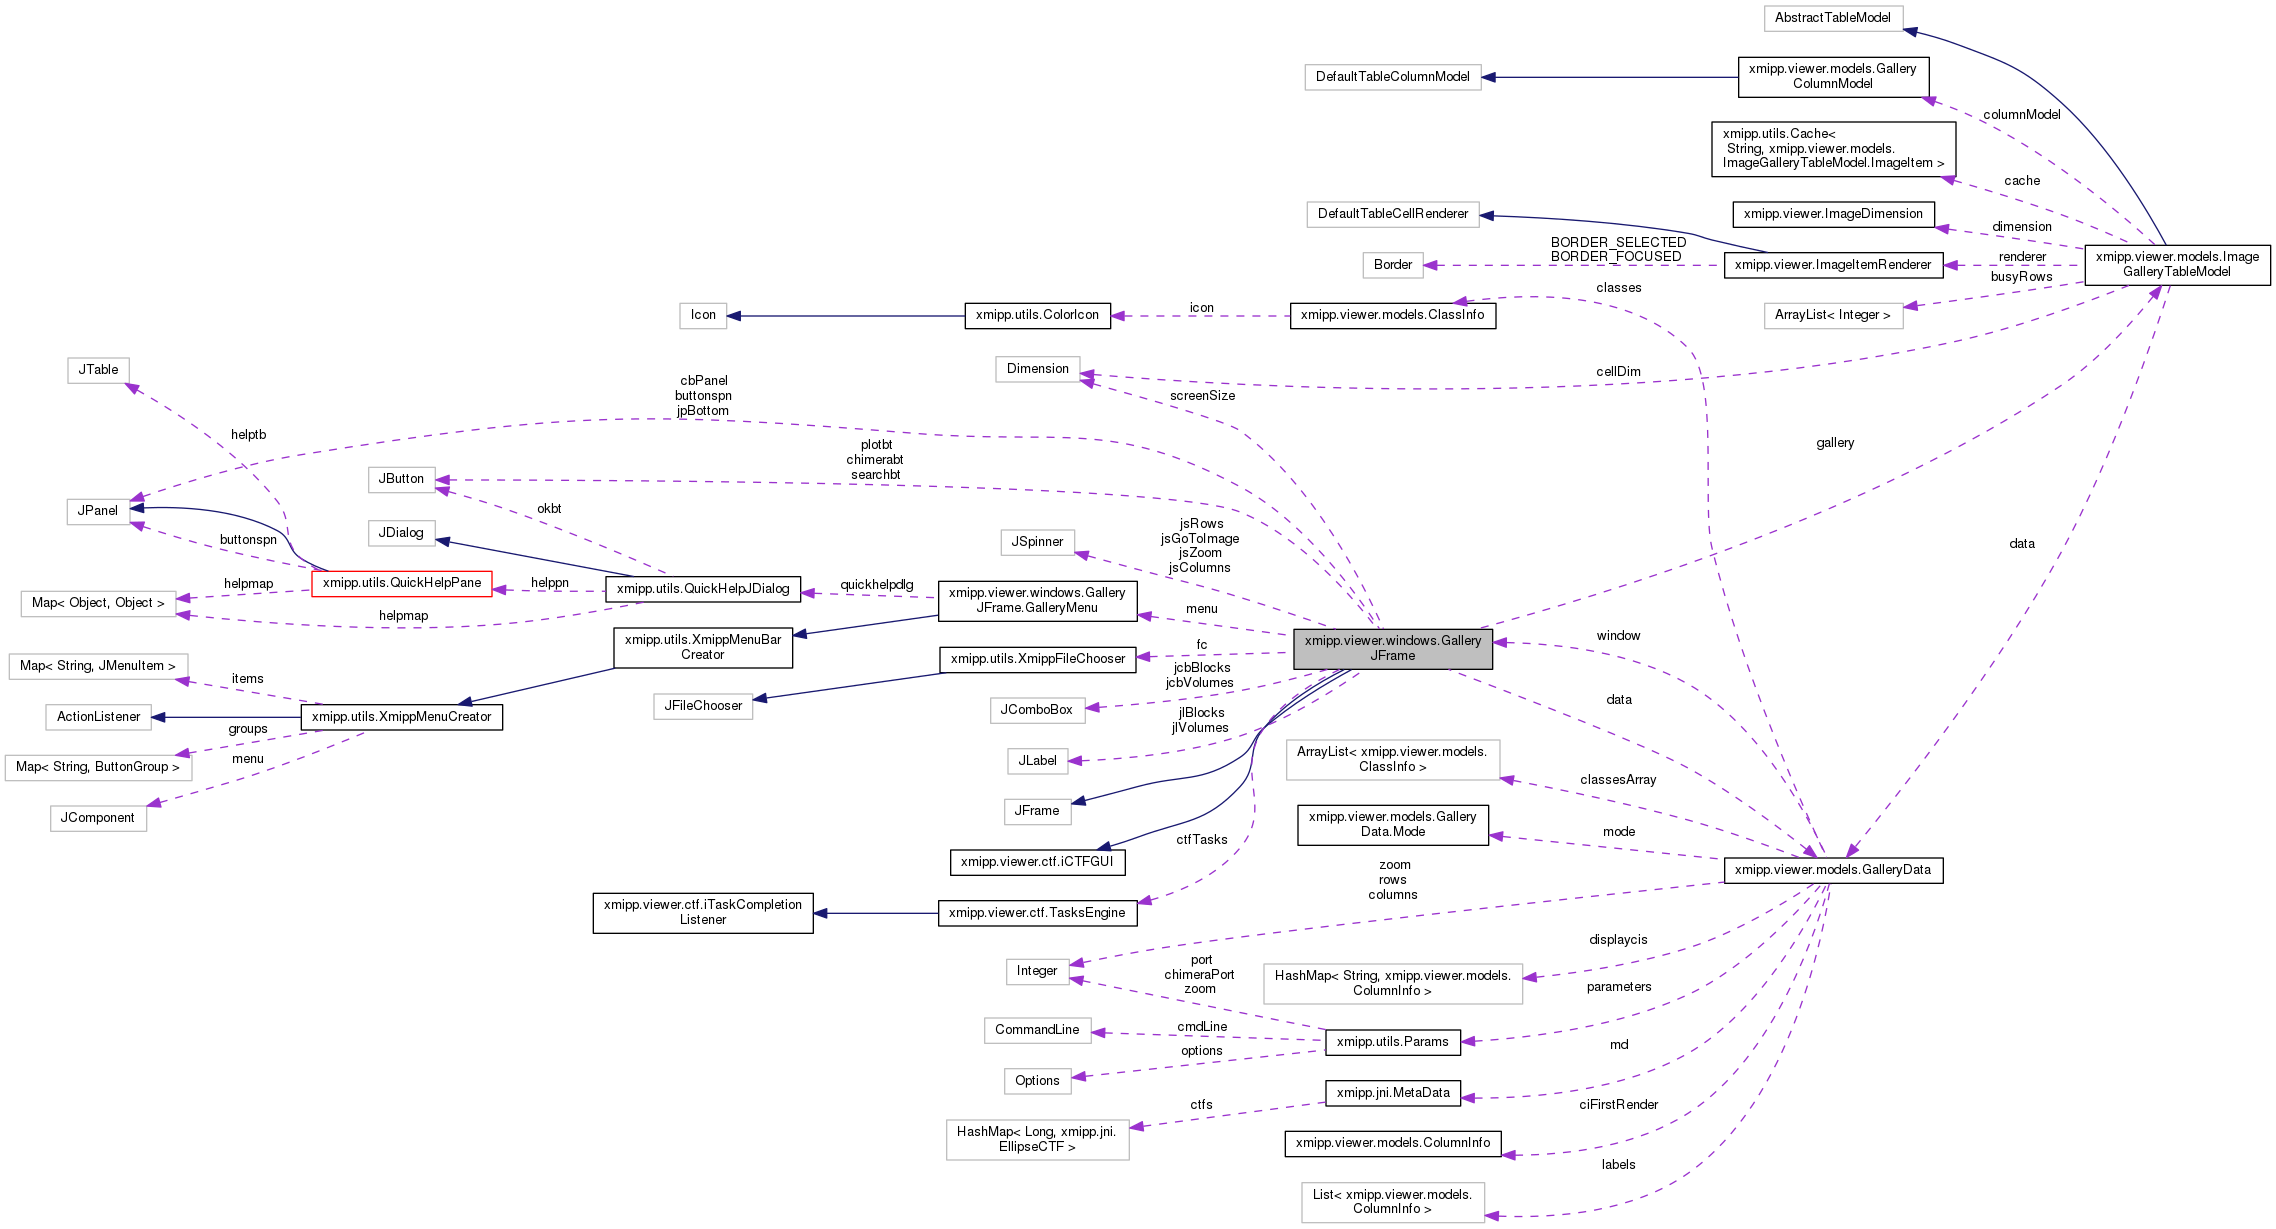 AbstractTableModel
DefaultTableColumnModel
xmipp.viewer.models.Gallery
ColumnModel
columnModel
xmipp.utils.Cache<
String, xmipp.viewer.models.
ImageGalleryTableModel.ImageItem >
cache
DefaultTableCellRenderer
xmipp.viewer.ImageDimension
dimension
BORDER_SELECTED
BORDER_FOCUSED
Border
xmipp.viewer.ImageItemRenderer
renderer
busyRows
xmipp.viewer.models.Image
GalleryTableModel
classes
Icon
xmipp.utils.ColorIcon
icon
xmipp.viewer.models.ClassInfo
ArrayList< Integer >
JTable
Dimension
cellDim
cbPanel
buttonspn
jpBottom
screenSize
helptb
plotbt
chimerabt
searchbt
gallery
JButton
JPanel
okbt
JDialog
buttonspn
jsRows
jsGoToImage
jsZoom
jsColumns
JSpinner
data
xmipp.utils.QuickHelpPane
helpmap
helppn
xmipp.utils.QuickHelpJDialog
quickhelpdlg
xmipp.viewer.windows.Gallery
JFrame.GalleryMenu
Map< Object, Object >
helpmap
menu
xmipp.utils.XmippMenuBar
Creator
xmipp.viewer.windows.Gallery
JFrame
window
fc
xmipp.utils.XmippFileChooser
Map< String, JMenuItem >
items
jcbBlocks
jcbVolumes
JFileChooser
JComboBox
data
ActionListener
xmipp.utils.XmippMenuCreator
groups
jlBlocks
jlVolumes
Map< String, ButtonGroup >
menu
JLabel
ArrayList< xmipp.viewer.models.
ClassInfo >
classesArray
JComponent
JFrame
xmipp.viewer.models.Gallery
Data.Mode
mode
ctfTasks
xmipp.viewer.ctf.iCTFGUI
zoom
rows
columns
xmipp.viewer.models.GalleryData
xmipp.viewer.ctf.iTaskCompletion
Listener
xmipp.viewer.ctf.TasksEngine
displaycis
Integer
port
chimeraPort
zoom
HashMap< String, xmipp.viewer.models.
ColumnInfo >
parameters
CommandLine
cmdLine
xmipp.utils.Params
md
options
Options
xmipp.jni.MetaData
ctfs
ciFirstRender
HashMap< Long, xmipp.jni.
EllipseCTF >
xmipp.viewer.models.ColumnInfo
labels
List< xmipp.viewer.models.
ColumnInfo >